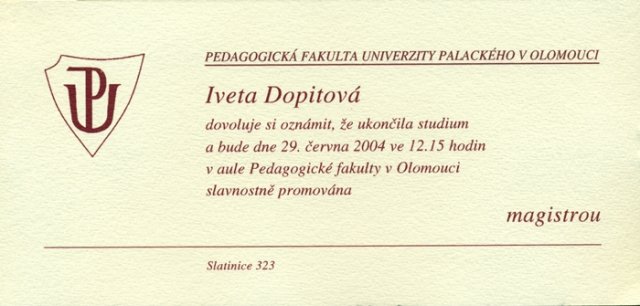 PEDAGOGICKÁ FAKULTA UNIVERZITY PALACKÉHO V OLOMOUCI
UP
Iveta Dopitová
dovoluje si oznámit, že ukončila studium
a bude dne 29. června 2004 ve 12.15 hodin
v aule Pedagogické fakulty v Olomouci
slavnostně promována
magistrou
Slatinice 323